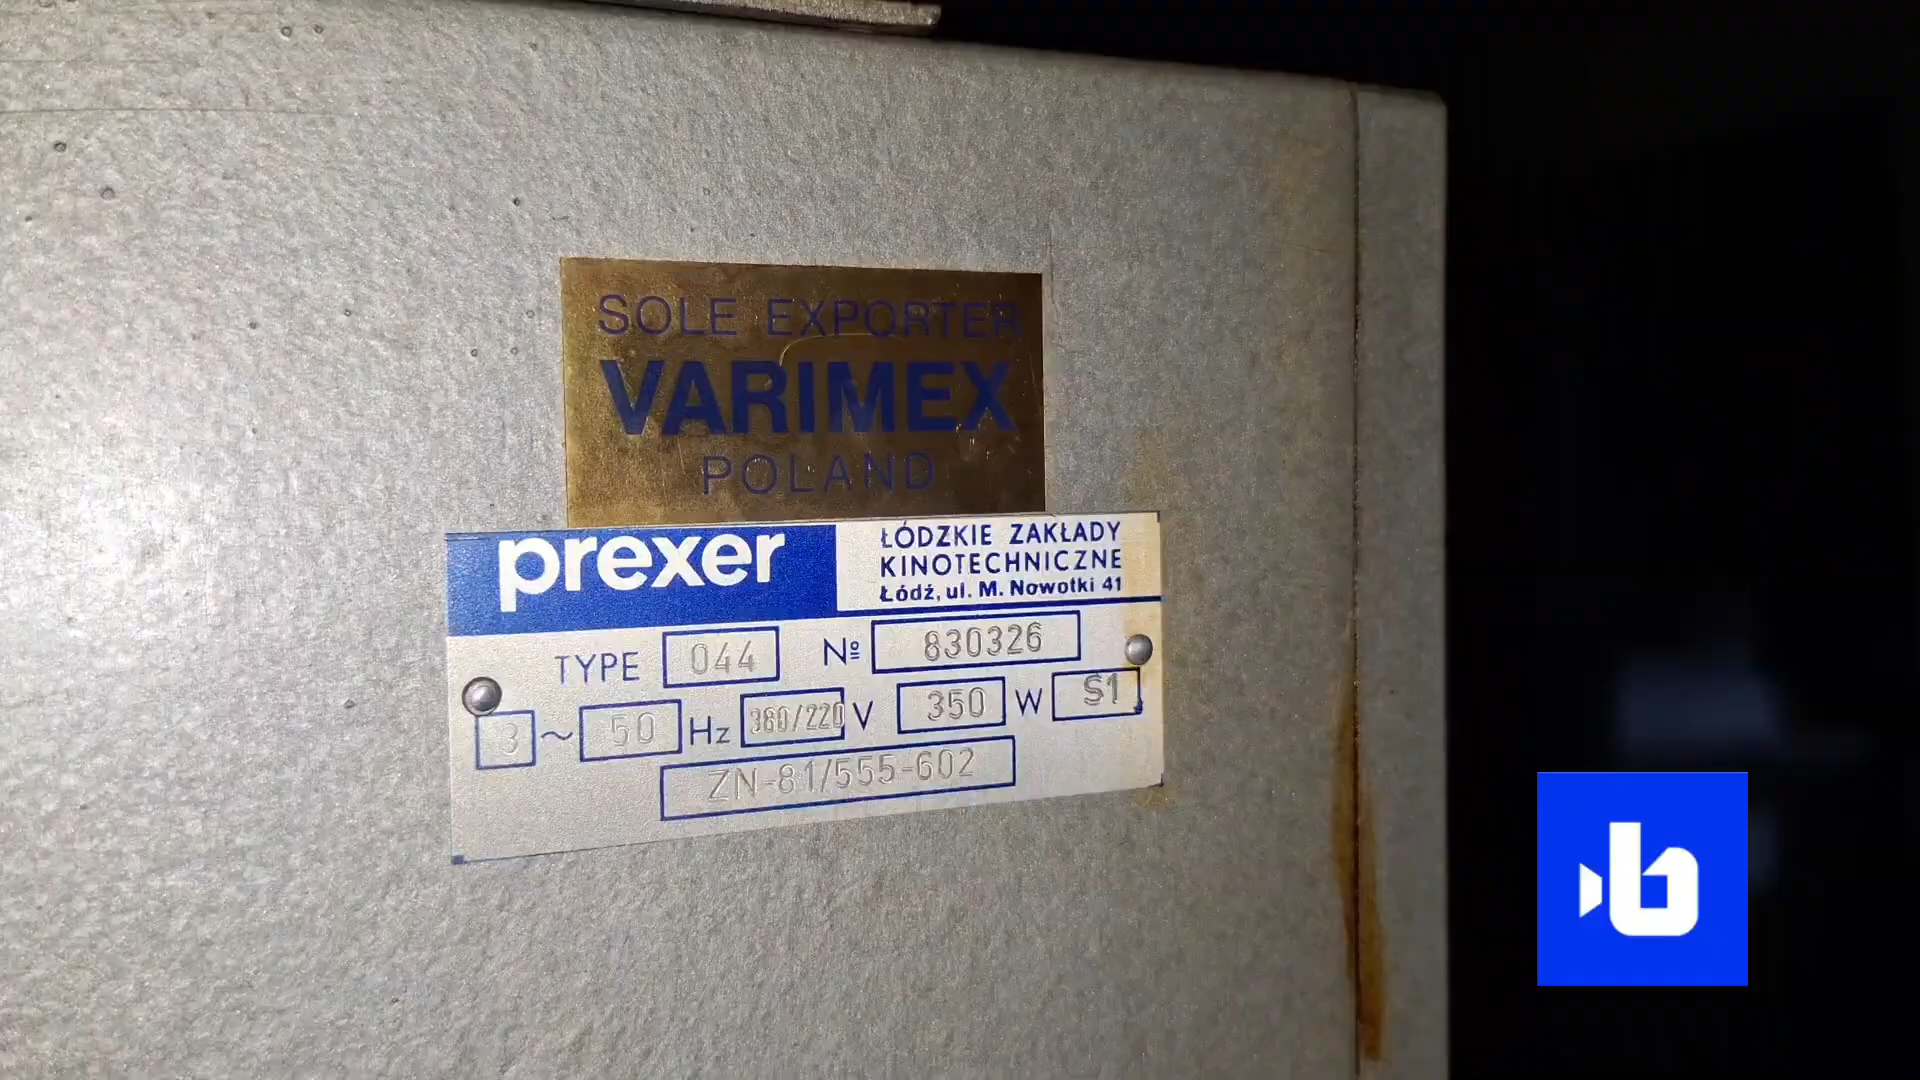 SOLE EXPORTER
VARIMEX
POLAND
prexer
ŁÓDZKIE ZAKŁADY
KINOTECHNICZNE
Łódź, ul. M. Nowotki 41
TYPE 044 № 830326
3 ~ 50 Hz 380/220 V 350 W S1
ZN-81/555-602